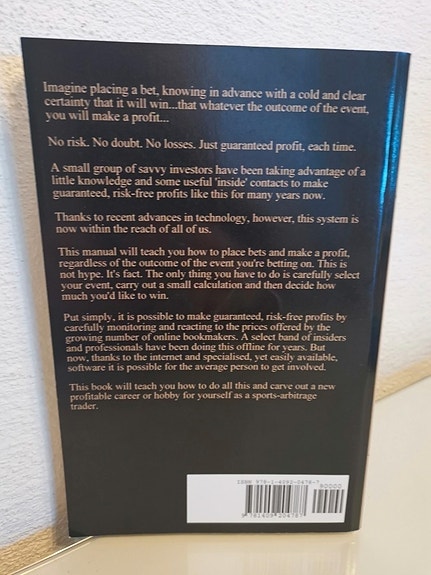 Imagine placing a bet, knowing in advance with a cold and clear
certainty that it will win...that whatever the outcome of the event,
you will make a profit...
No risk. No doubt. No losses. Just guaranteed profit, each time.
A small group of savvy investors have been taking advantage of a
little knowledge and some useful 'inside' contacts to make
guaranteed, risk-free profits like this for many years now.
Thanks to recent advances in technology, however, this system is
now within the reach of all of us.
This manual will teach you how to place bets and make a profit,
regardless of the outcome of the event you're betting on. This is
not hype. It's fact. The only thing you have to do is carefully select
your event, carry out a small calculation and then decide how
much you'd like to win.
Put simply, it is possible to make guaranteed, risk-free profits by
carefully monitoring and reacting to the prices offered by the
growing number of online bookmakers. A select band of insiders
and professionals have been doing this offline for years. But
now, thanks to the internet and specialised, yet easily available,
software it is possible for the average person to get involved.
This book will teach you how to do all this and carve out a new
profitable career or hobby for yourself as a sports-arbitrage
trader.
ISBN 978-1-4092-0478-7
90000
9 781409 204787